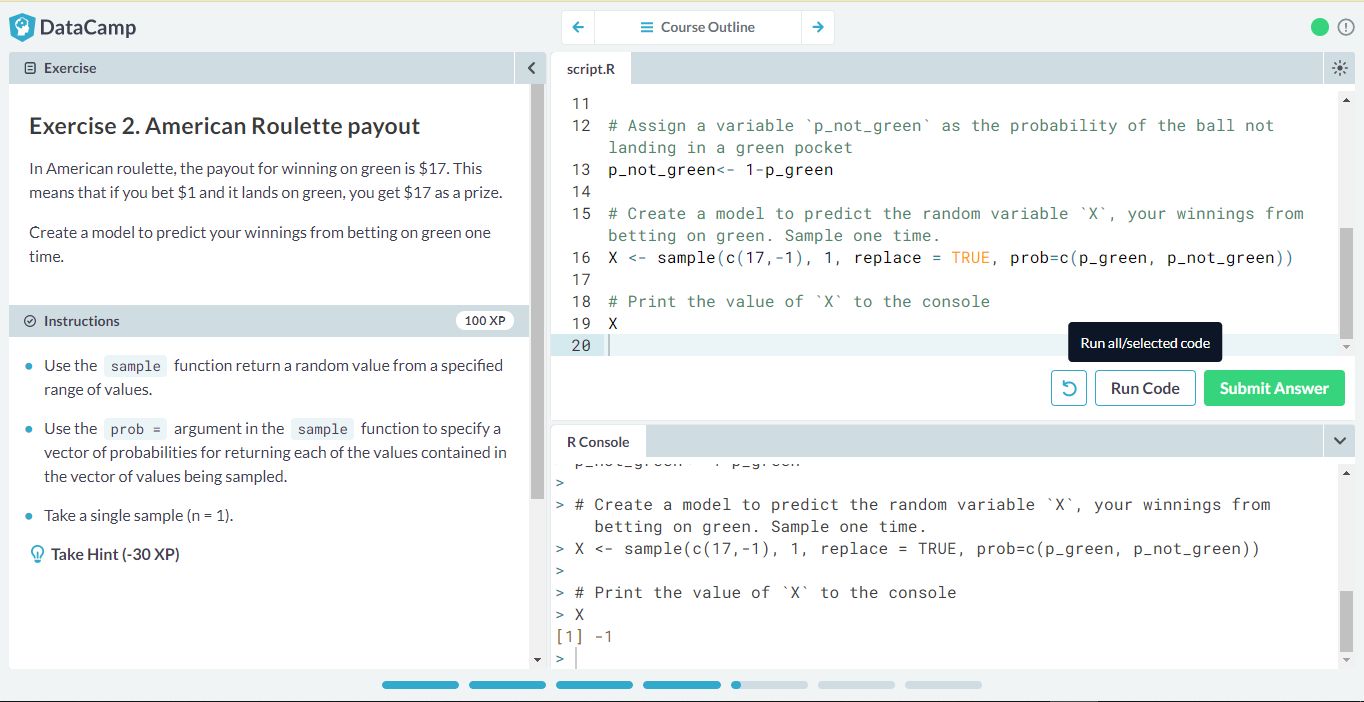 DataCamp
Course Outline
Exercise
Exercise 2. American Roulette payout
In American roulette, the payout for winning on green is $17. This
means that if you bet $1 and it lands on green, you get $17 as a prize.
Create a model to predict your winnings from betting on green one
time.
Instructions
100 XP
Use the sample function return a random value from a specified
range of values.
Use the prob = argument in the sample function to specify a
vector of probabilities for returning each of the values contained in
the vector of values being sampled.
Take a single sample (n = 1).
Take Hint (-30 XP)
script.R
11
12 # Assign a variable `p_not_green` as the probability of the ball not
landing in a green pocket
13 p_not_green<- 1-p_green
14
15 # Create a model to predict the random variable `X`, your winnings from
betting on green. Sample one time.
16 X <- sample(c(17,-1), 1, replace = TRUE, prob=c(p_green, p_not_green))
17
18 # Print the value of `X` to the console
19 X
20
Run all/selected code
Run Code
Submit Answer
R Console
>
> # Create a model to predict the random variable `X`, your winnings from
betting on green. Sample one time.
> X <- sample(c(17,-1), 1, replace = TRUE, prob=c(p_green, p_not_green))
>
> # Print the value of `X` to the console
> X
[1] -1
>